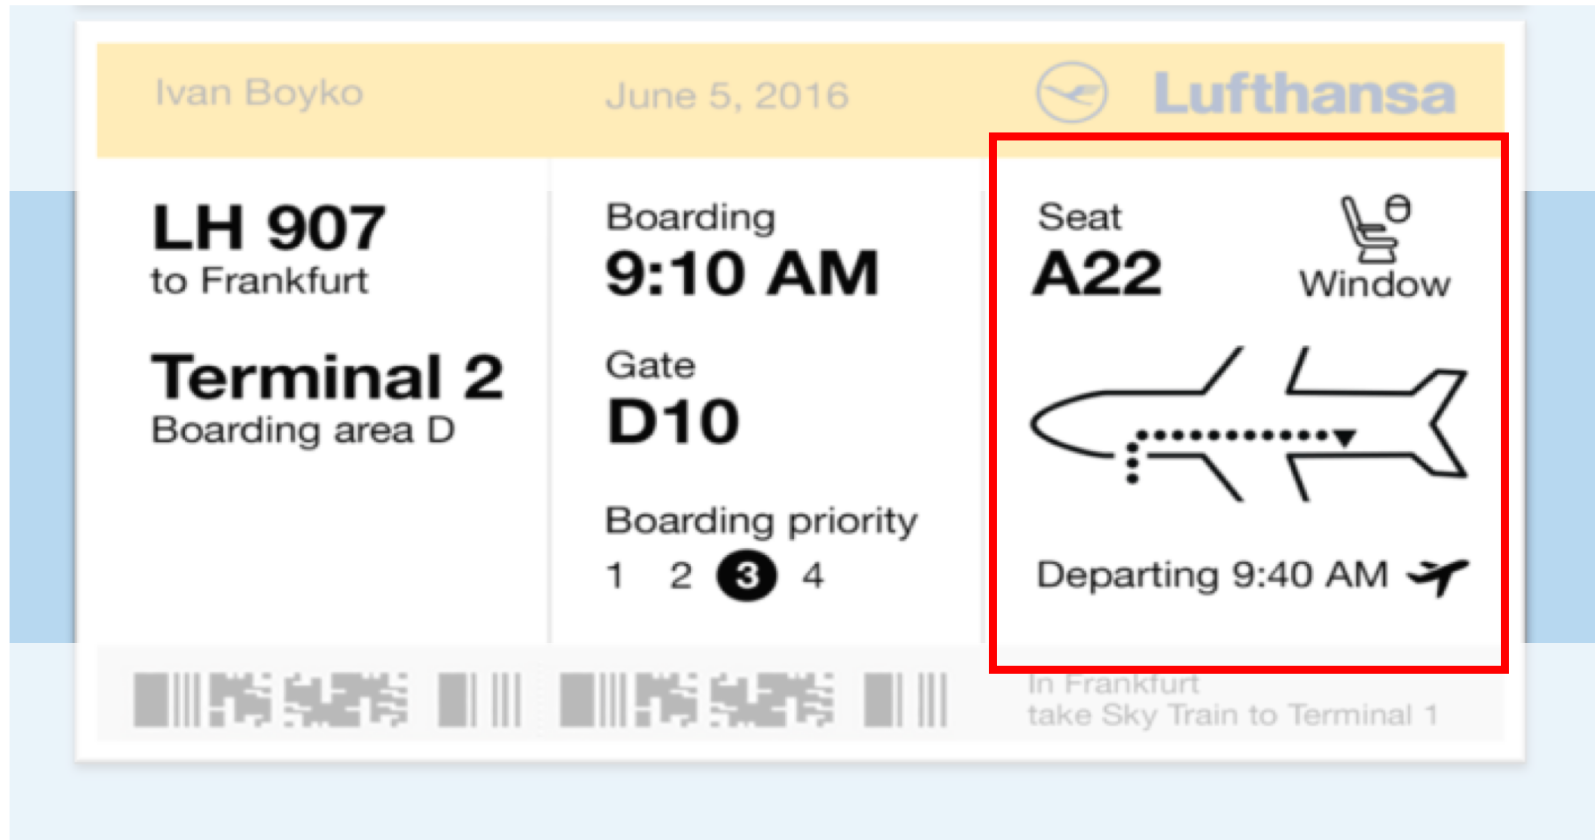 Ivan Boyko
June 5, 2016
Lufthansa
LH 907
to Frankfurt
Terminal 2
Boarding area D
Boarding
9:10 AM
Gate
D10
Boarding priority
1 2 3 4
Seat
A22
Window
Departing 9:40 AM
In Frankfurt
take Sky Train to Terminal 1